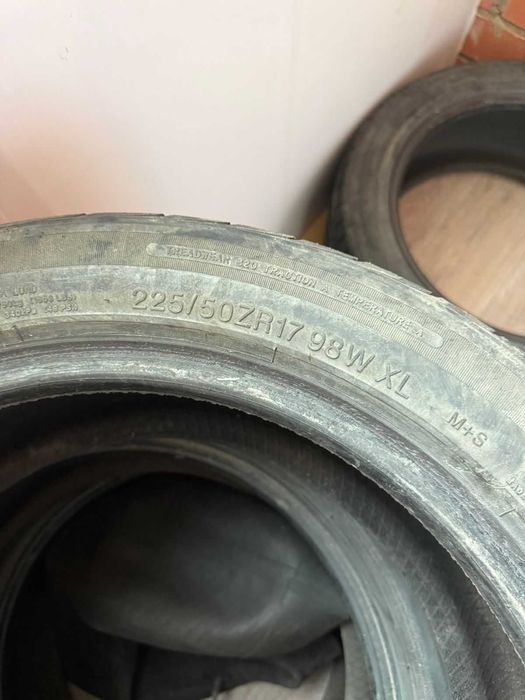 TREADWEAR 320 TRACTION A TEMPERATURE A
225/50ZR17 98W XL
M+S